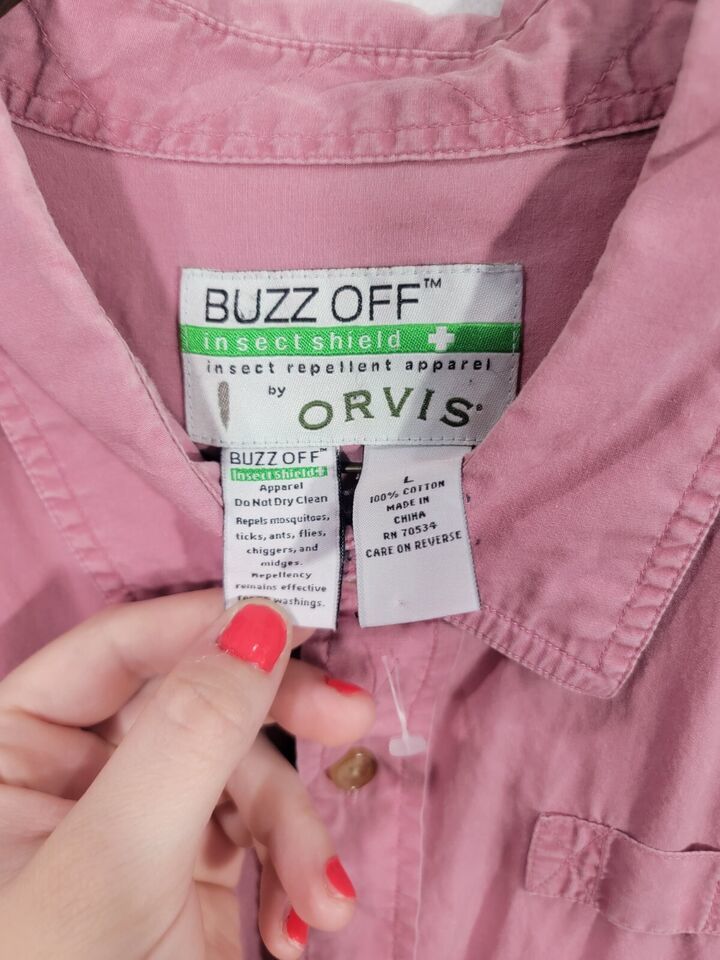 BUZZ OFF™
insect shield
insect repellent apparel
by ORVIS®
BUZZ OFF™
Insect Shield
Apparel
Do Not Dry Clean
Repels mosquitoes,
ticks, ants, flies,
chiggers, and
midges.
Repellency
remains effective
washings.
L
100% COTTON
MADE IN
CHINA
RN 70534
CARE ON REVERSE